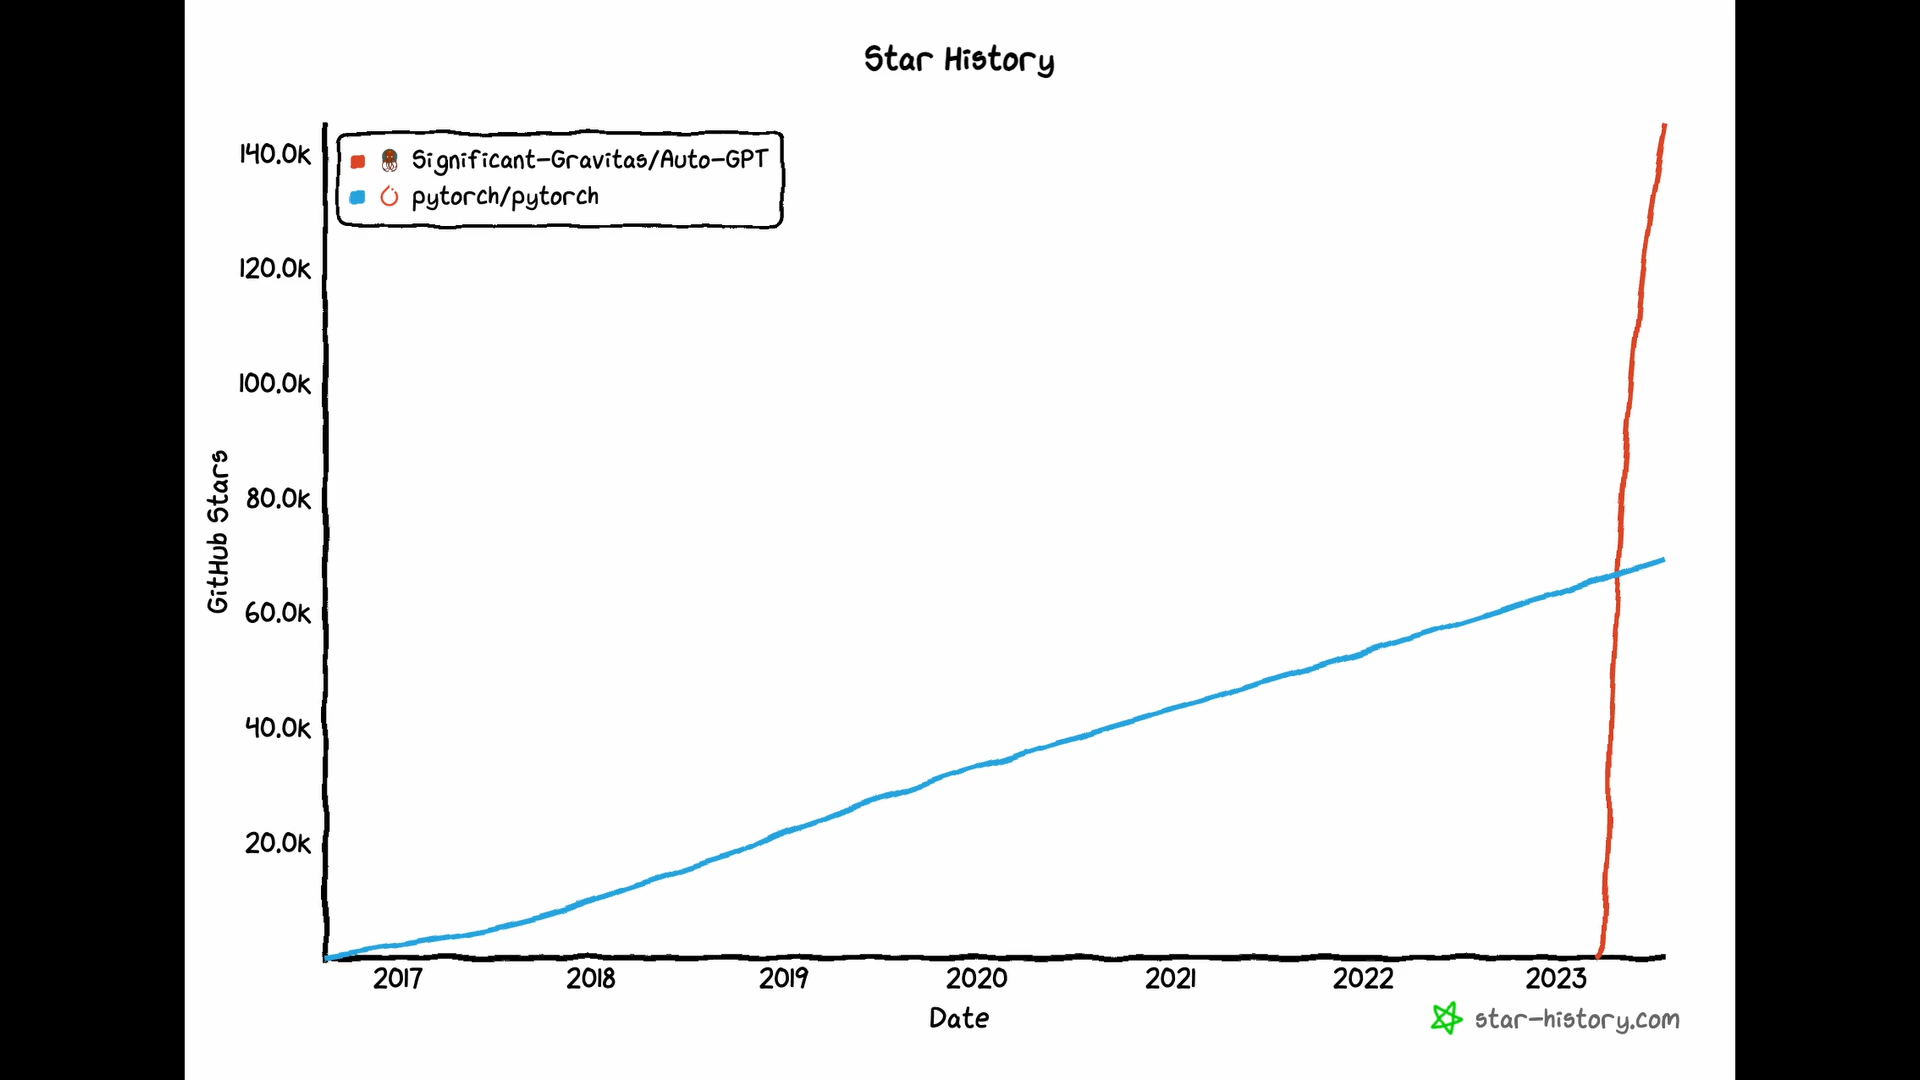 Star History
Significant-Gravitas/Auto-GPT
pytorch/pytorch
140.0k
120.0k
100.0k
80.0k
60.0k
40.0k
20.0k
GitHub Stars
2017 2018 2019 2020 2021 2022 2023
Date
star-history.com